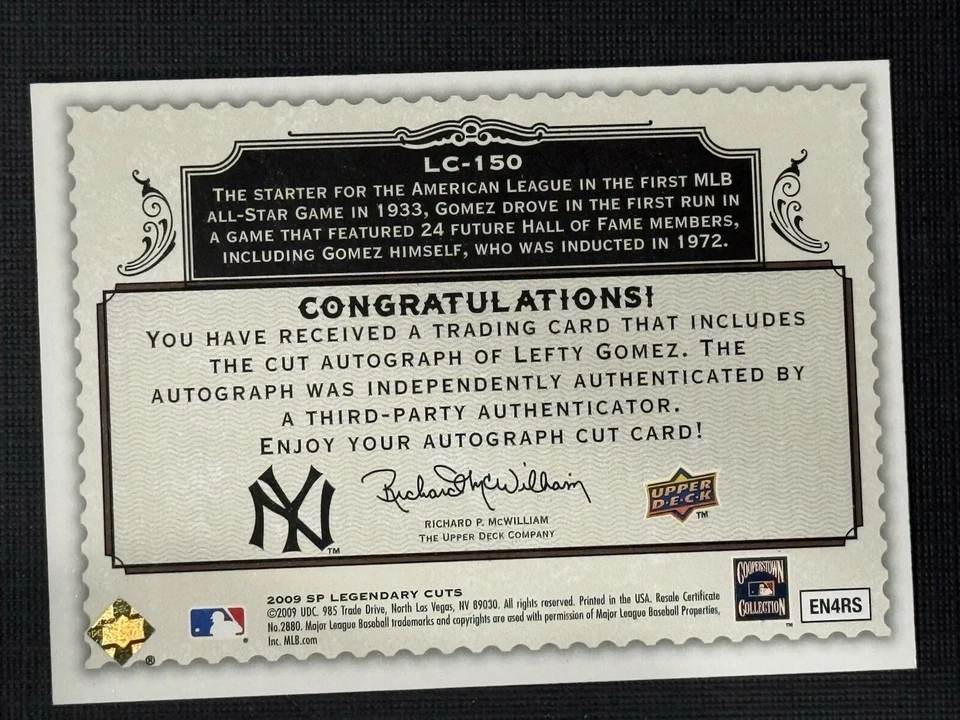 LC-150
THE STARTER FOR THE AMERICAN LEAGUE IN THE FIRST MLB
ALL-STAR GAME IN 1933, GOMEZ DROVE IN THE FIRST RUN IN
A GAME THAT FEATURED 24 FUTURE HALL OF FAME MEMBERS,
INCLUDING GOMEZ HIMSELF, WHO WAS INDUCTED IN 1972.
CONGRATULATIONS!
YOU HAVE RECEIVED A TRADING CARD THAT INCLUDES
THE CUT AUTOGRAPH OF LEFTY GOMEZ. THE
AUTOGRAPH WAS INDEPENDENTLY AUTHENTICATED BY
A THIRD-PARTY AUTHENTICATOR.
ENJOY YOUR AUTOGRAPH CUT CARD!
NY TM
Richard P. McWilliam
RICHARD P. MCWILLIAM
THE UPPER DECK COMPANY
UPPER
D·E·C·K
TM
2009 SP LEGENDARY CUTS
©2009 UDC. 985 Trade Drive, North Las Vegas, NV 89030. All rights reserved. Printed in the USA. Resale Certificate
No.2880. Major League Baseball trademarks and copyrights are used with permission of Major League Baseball Properties,
Inc. MLB.com
COOPERSTOWN
COLLECTION
TM
EN4RS
®